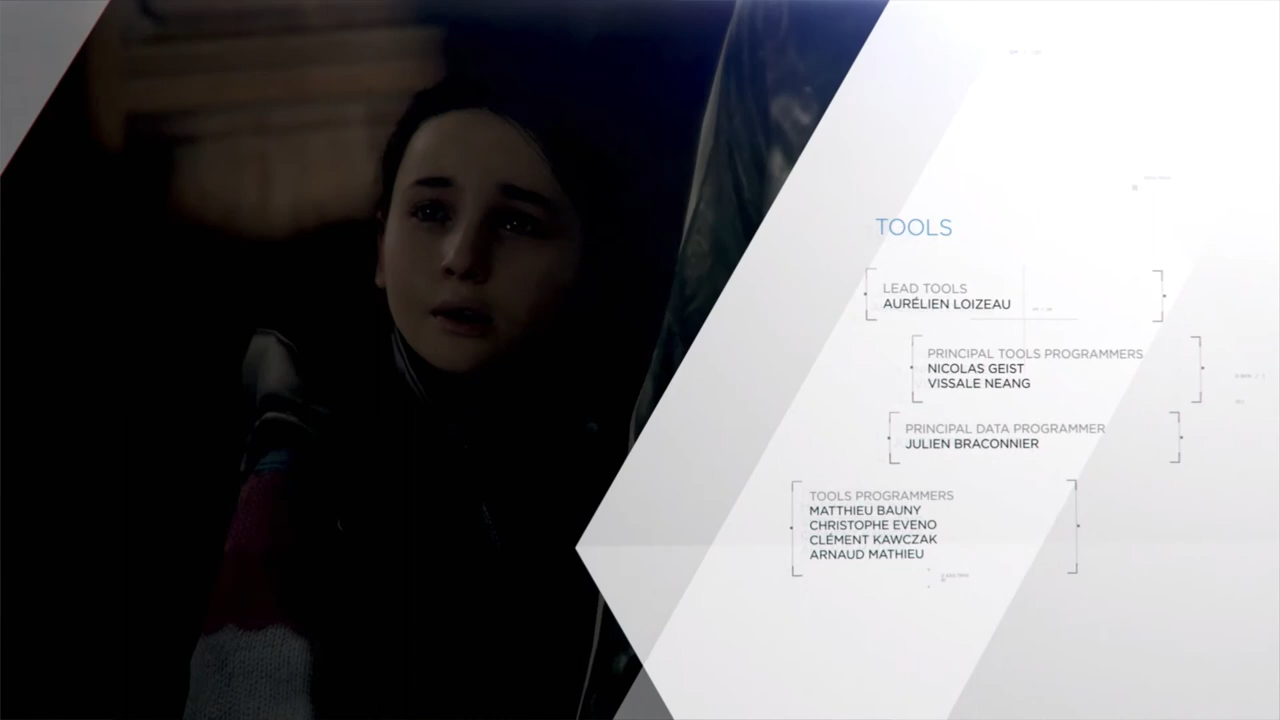 TOOLS
LEAD TOOLS
AURÉLIEN LOIZEAU
PRINCIPAL TOOLS PROGRAMMERS
NICOLAS GEIST
VISSALE NEANG
PRINCIPAL DATA PROGRAMMER
JULIEN BRACONNIER
TOOLS PROGRAMMERS
MATTHIEU BAUNY
CHRISTOPHE EVENO
CLÉMENT KAWCZAK
ARNAUD MATHIEU